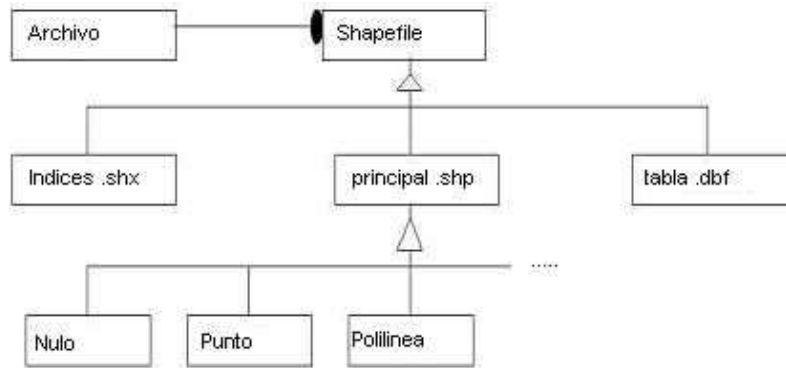 Archivo
Shapefile
Indices .shx
principal .shp
tabla .dbf
.....
Nulo
Punto
Polilinea